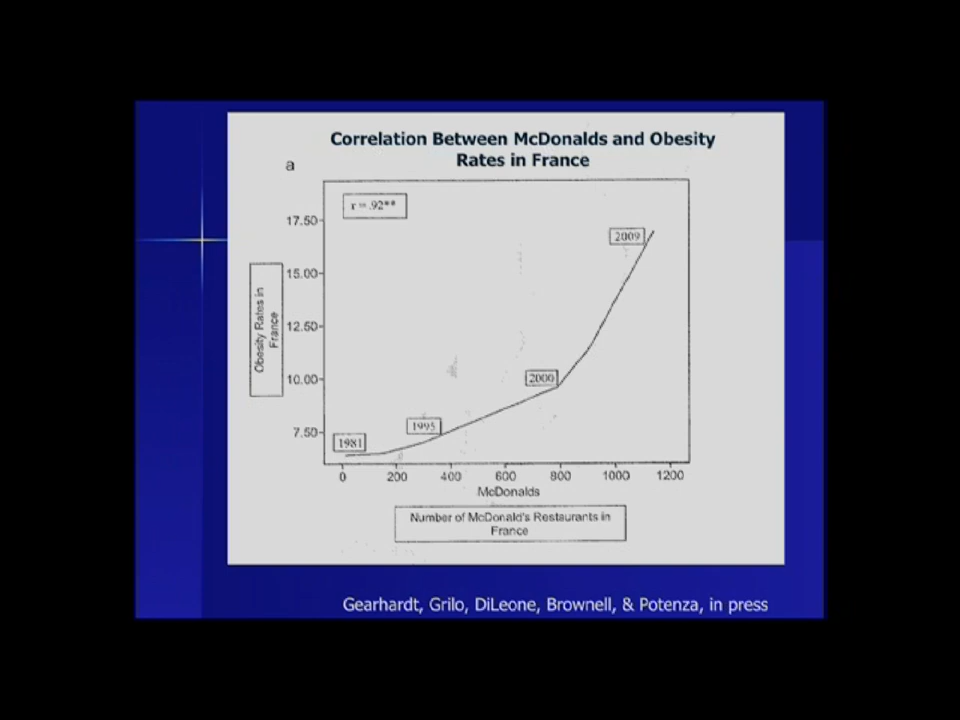 Correlation Between McDonalds and Obesity
Rates in France
a
r = .92**
17.50
15.00
12.50
10.00
7.50
Obesity Rates in
France
1981
1995
2000
2009
0 200 400 600 800 1000 1200
McDonalds
Number of McDonald's Restaurants in
France
Gearhardt, Grilo, DiLeone, Brownell, & Potenza, in press